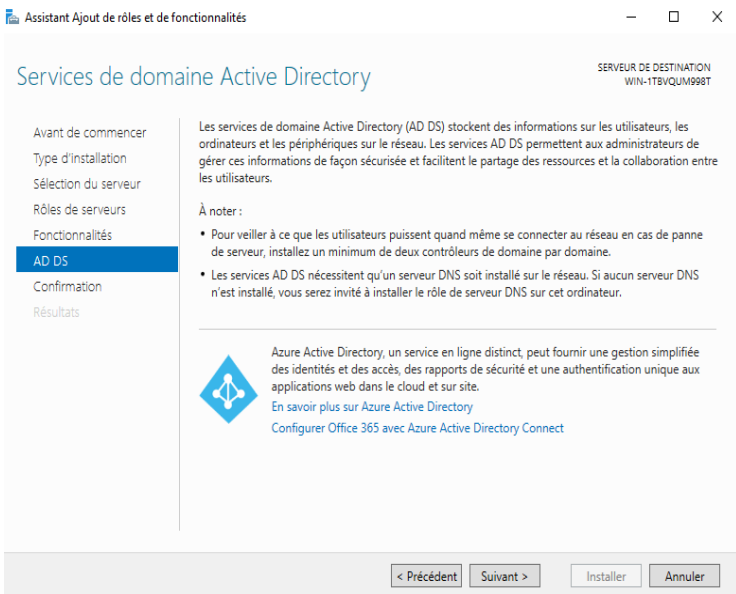 Assistant Ajout de rôles et de fonctionnalités
Services de domaine Active Directory
SERVEUR DE DESTINATION
WIN-1TBVQUM998T
Avant de commencer
Type d'installation
Sélection du serveur
Rôles de serveurs
Fonctionnalités
AD DS
Confirmation
Résultats
Les services de domaine Active Directory (AD DS) stockent des informations sur les utilisateurs, les
ordinateurs et les périphériques sur le réseau. Les services AD DS permettent aux administrateurs de
gérer ces informations de façon sécurisée et facilitent le partage des ressources et la collaboration entre
les utilisateurs.
À noter :
• Pour veiller à ce que les utilisateurs puissent quand même se connecter au réseau en cas de panne
de serveur, installez un minimum de deux contrôleurs de domaine par domaine.
• Les services AD DS nécessitent qu'un serveur DNS soit installé sur le réseau. Si aucun serveur DNS
n'est installé, vous serez invité à installer le rôle de serveur DNS sur cet ordinateur.
Azure Active Directory, un service en ligne distinct, peut fournir une gestion simplifiée
des identités et des accès, des rapports de sécurité et une authentification unique aux
applications web dans le cloud et sur site.
En savoir plus sur Azure Active Directory
Configurer Office 365 avec Azure Active Directory Connect
< Précédent
Suivant >
Installer
Annuler